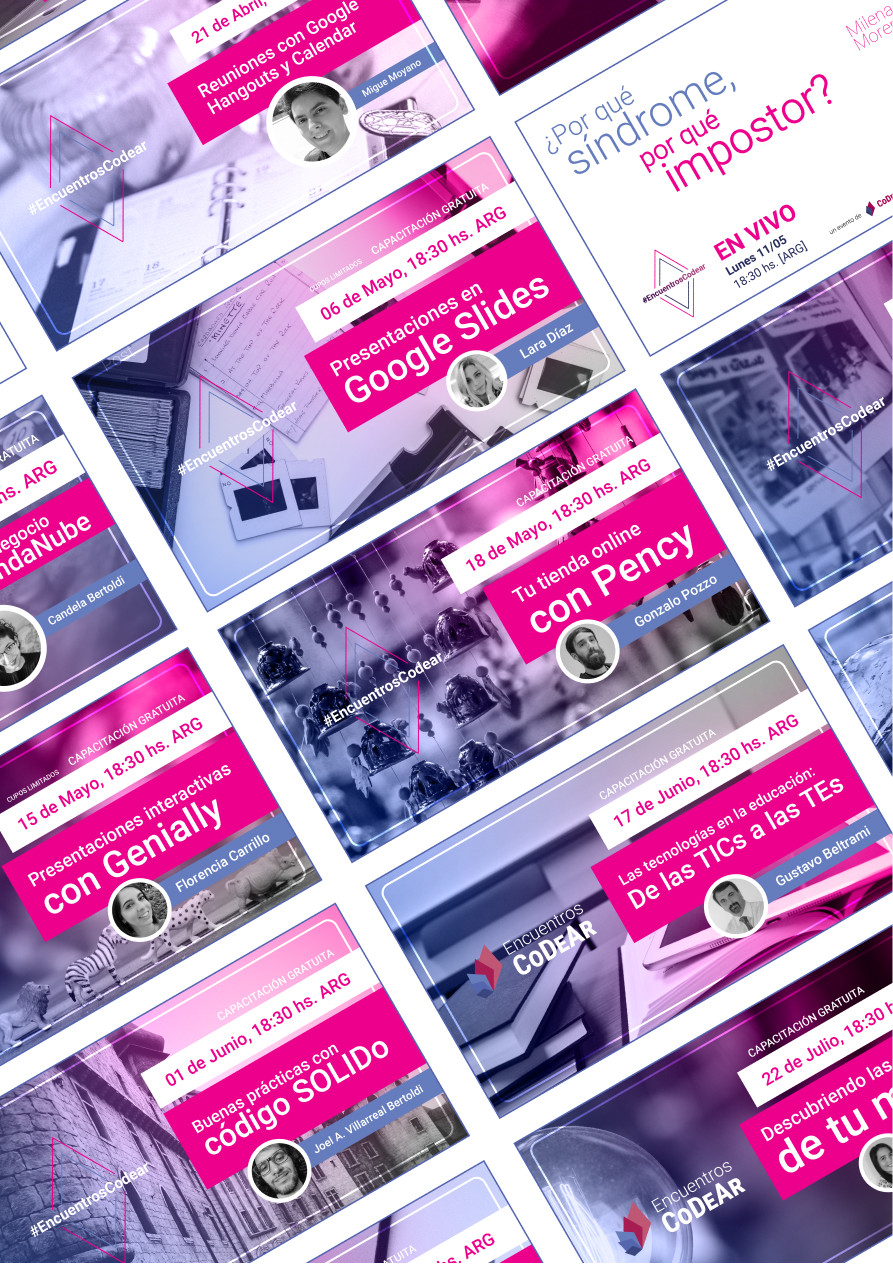 21 de Abril,
Reuniones con Google
Hangouts y Calendar
Migue Moyano
#EncuentrosCodear
17
18
Milena
¿Por qué
síndrome,
por qué
impostor?
#EncuentrosCodear
EN VIVO
Lunes 11/05
18:30 hs. [ARG]
un evento de
CUPOS LIMITADOS CAPACITACIÓN GRATUITA
06 de Mayo, 18:30 hs. ARG
Presentaciones en
Google Slides
Lara Díaz
#EncuentrosCodear
#EncuentrosCodear
hs. ARG
Candela Bertoldi
CAPACITACIÓN GRATUITA
18 de Mayo, 18:30 hs. ARG
Tu tienda online
con Pency
Gonzalo Pozzo
#EncuentrosCodear
CUPOS LIMITADOS CAPACITACIÓN GRATUITA
15 de Mayo, 18:30 hs. ARG
Presentaciones interactivas
con Genially
Florencia Carrillo
CAPACITACIÓN GRATUITA
17 de Junio, 18:30 hs. ARG
Las tecnologías en la educación:
De las TICs a las TEs
Gustavo Beltrami
Encuentros
CoDeAR
CAPACITACIÓN GRATUITA
01 de Junio, 18:30 hs. ARG
Buenas prácticas con
código SOLIDo
Joel A. Villarreal Bertoldi
#EncuentrosCodear
CAPACITACIÓN GRATUITA
22 de Julio, 18:30 h
Descubriendo las
de tu m
Encuentros
CoDeAR
hs. ARG